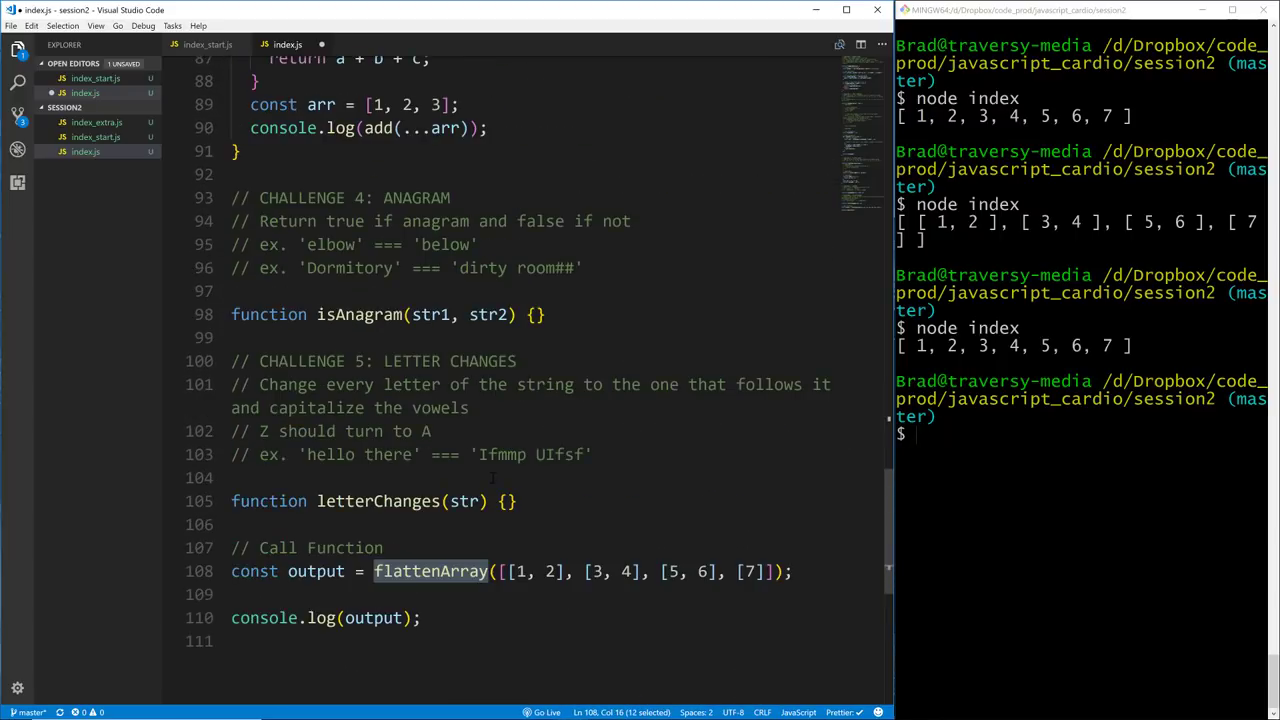 ● index.js - session2 - Visual Studio Code
File Edit Selection View Go Debug Tasks Help
EXPLORER
OPEN EDITORS 1 UNSAVED
index_start.js U
index.js U
SESSION2
index_extra.js U
index_start.js U
index.js U
index_start.js index.js
87 return a + b + c;
88 }
89 const arr = [1, 2, 3];
90 console.log(add(...arr));
91 }
92
93 // CHALLENGE 4: ANAGRAM
94 // Return true if anagram and false if not
95 // ex. 'elbow' === 'below'
96 // ex. 'Dormitory' === 'dirty room##'
97
98 function isAnagram(str1, str2) {}
99
100 // CHALLENGE 5: LETTER CHANGES
101 // Change every letter of the string to the one that follows it
and capitalize the vowels
102 // Z should turn to A
103 // ex. 'hello there' === 'Ifmmp UIfsf'
104
105 function letterChanges(str) {}
106
107 // Call Function
108 const output = flattenArray([[1, 2], [3, 4], [5, 6], [7]]);
109
110 console.log(output);
111
master* 0 0 Ln 108, Col 16 (12 selected) Spaces: 2 UTF-8 CRLF JavaScript Go Live Prettier: ✓
MINGW64:/d/Dropbox/code_prod/javascript_cardio/session2
Brad@traversy-media /d/Dropbox/code_
prod/javascript_cardio/session2 (mas
ter)
$ node index
[ 1, 2, 3, 4, 5, 6, 7 ]
Brad@traversy-media /d/Dropbox/code_
prod/javascript_cardio/session2 (mas
ter)
$ node index
[ [ 1, 2 ], [ 3, 4 ], [ 5, 6 ], [ 7
] ]
Brad@traversy-media /d/Dropbox/code_
prod/javascript_cardio/session2 (mas
ter)
$ node index
[ 1, 2, 3, 4, 5, 6, 7 ]
Brad@traversy-media /d/Dropbox/code_
prod/javascript_cardio/session2 (mas
ter)
$